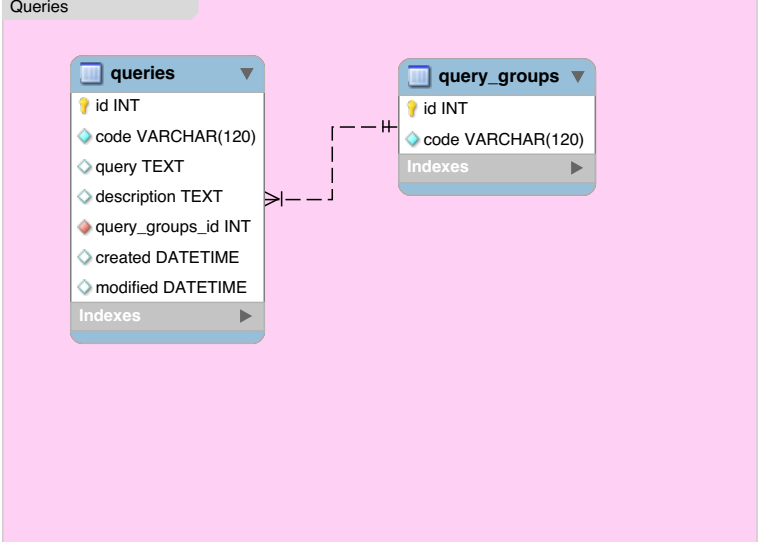 Queries
queries
id INT
code VARCHAR(120)
query TEXT
description TEXT
query_groups_id INT
created DATETIME
modified DATETIME
Indexes
query_groups
id INT
code VARCHAR(120)
Indexes